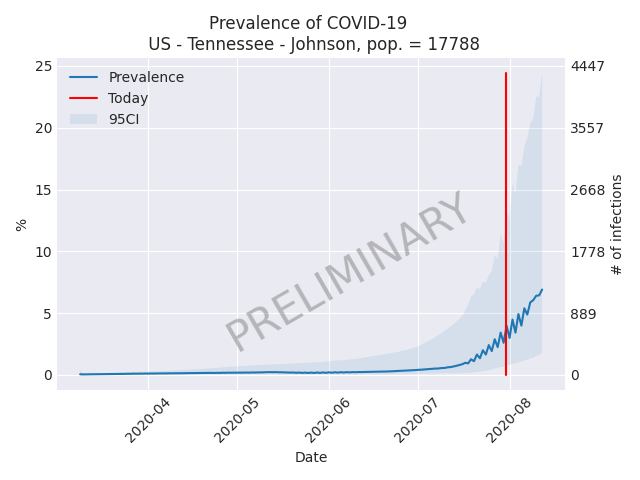 Prevalence of COVID-19
US - Tennessee - Johnson, pop. = 17788
Prevalence
Today
95CI
25
20
15
10
5
0
%
4447
3557
2668
1778
889
0
# of infections
PRELIMINARY
2020-04
2020-05
2020-06
2020-07
2020-08
Date